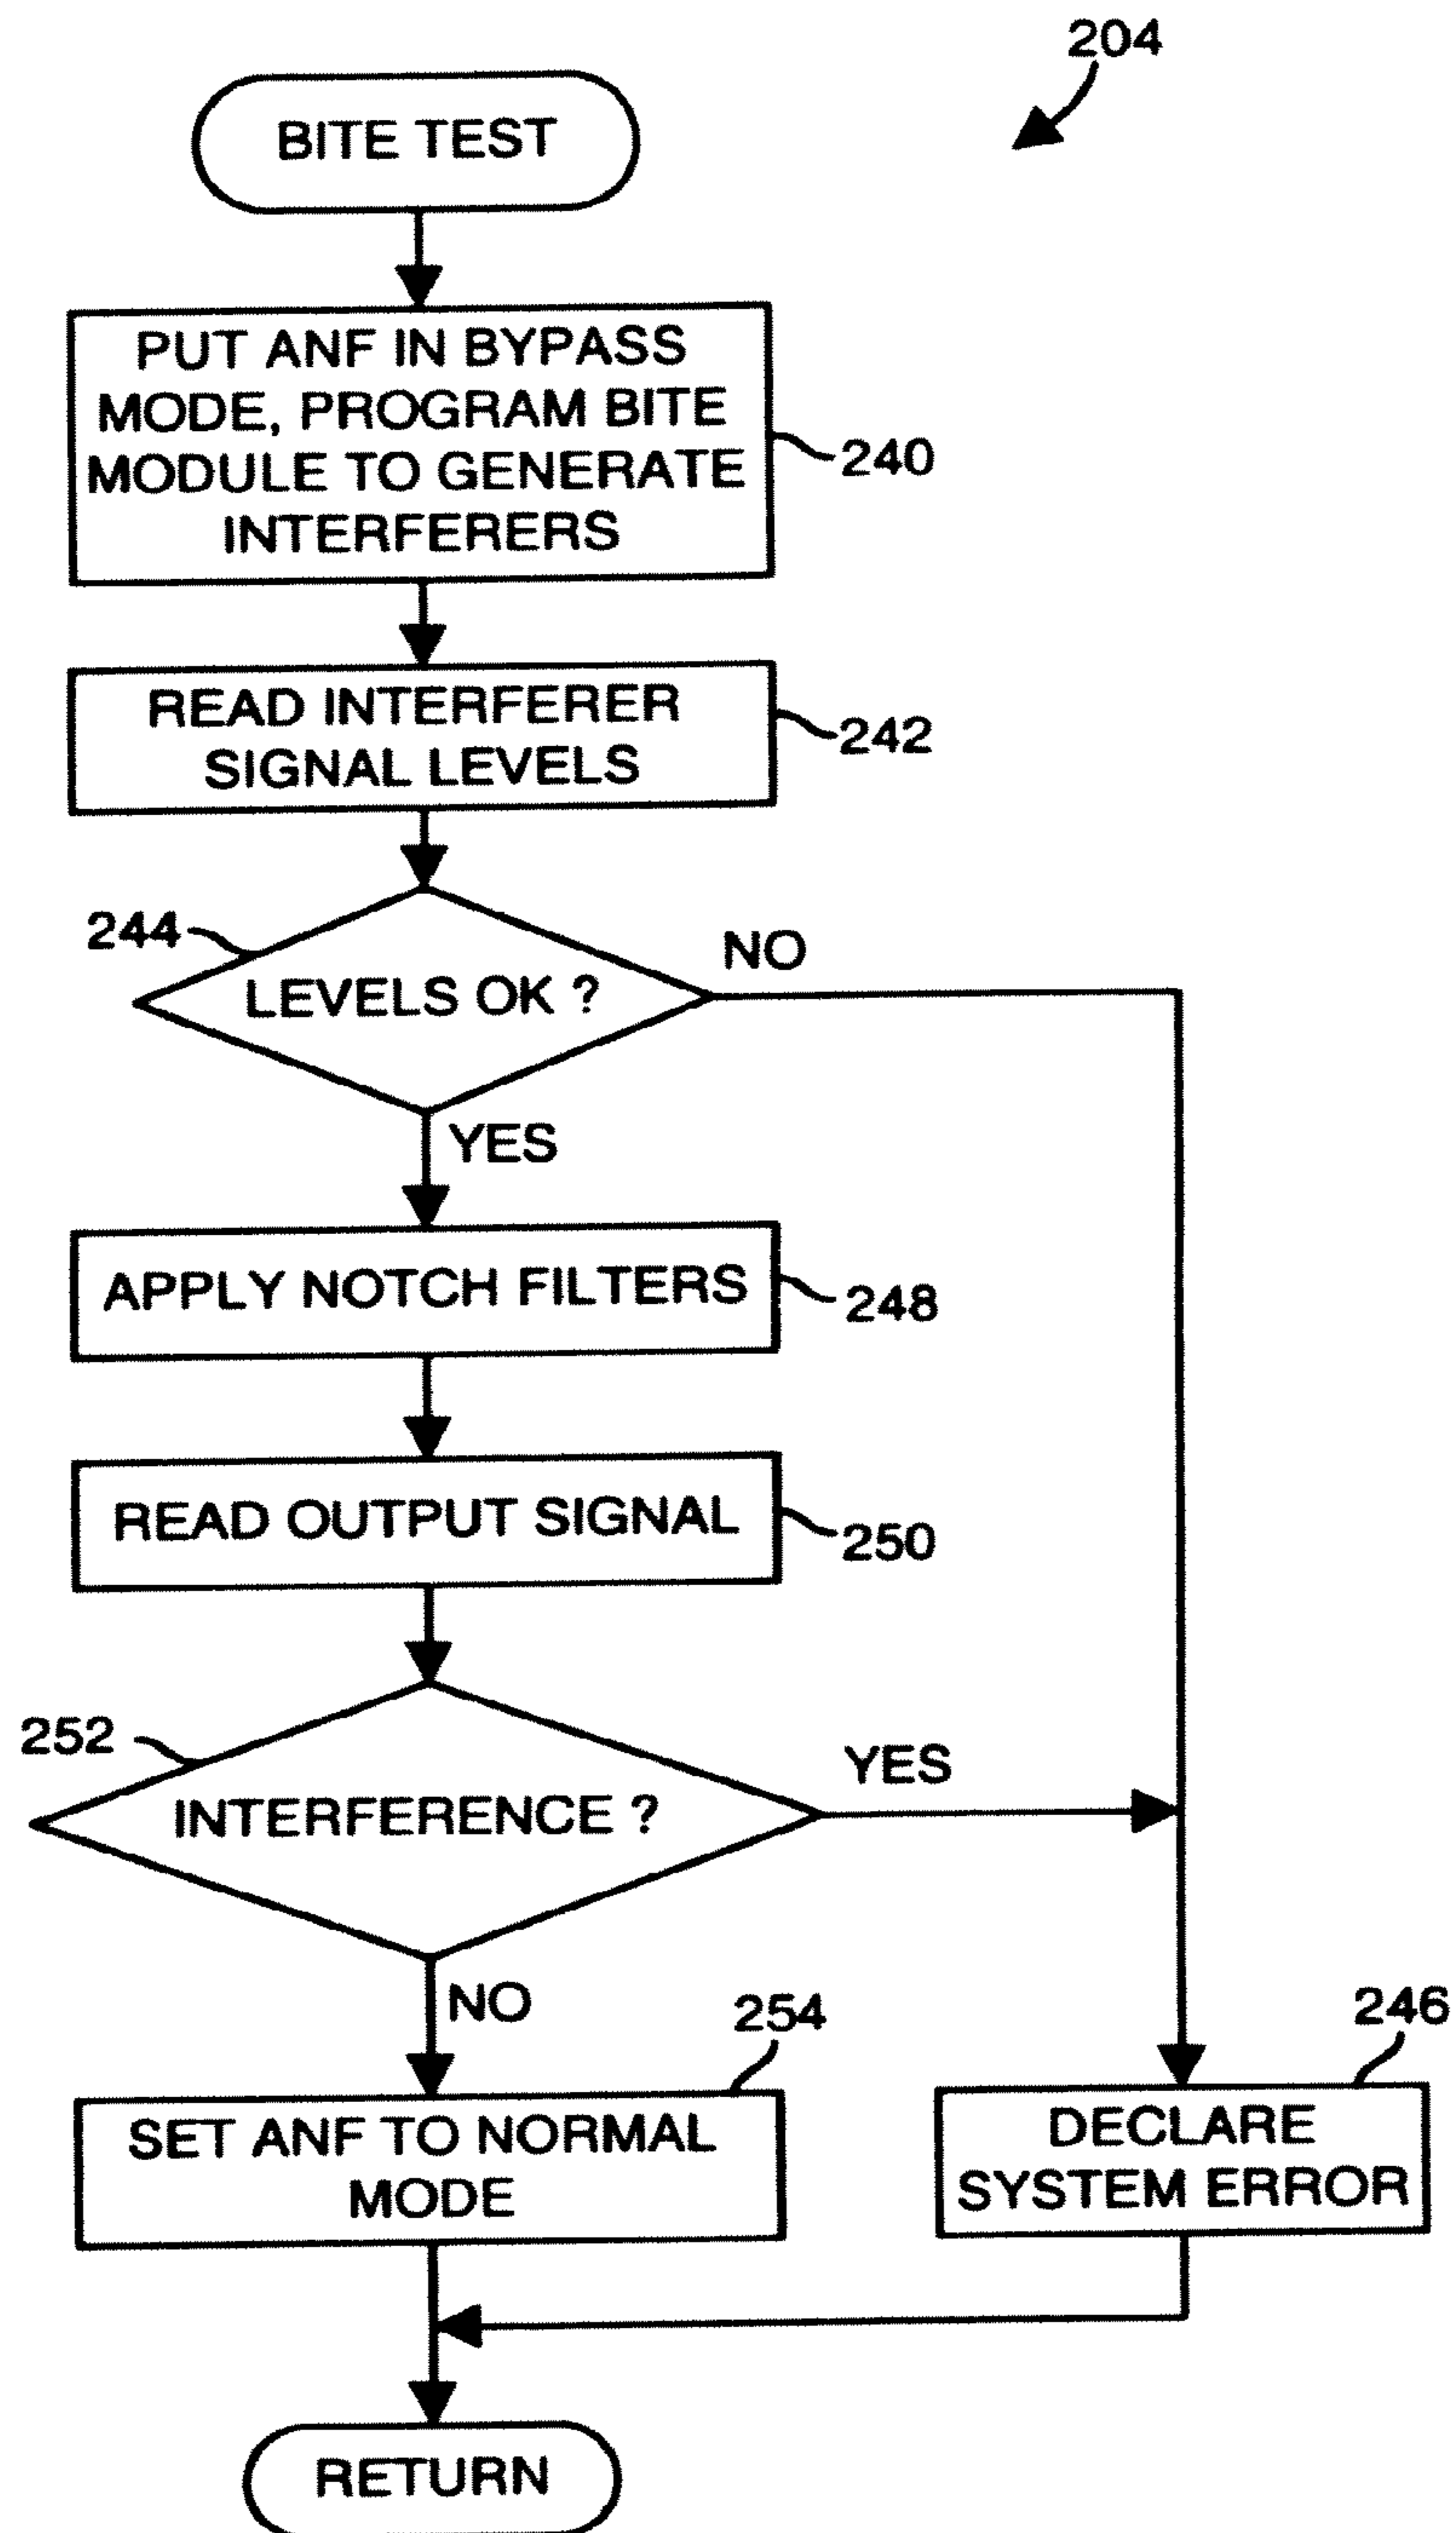 204
BITE TEST
PUT ANF IN BYPASS
MODE, PROGRAM BITE
MODULE TO GENERATE
INTERFERERS
240
READ INTERFERER
SIGNAL LEVELS
242
244
LEVELS OK ?
NO
YES
APPLY NOTCH FILTERS
248
READ OUTPUT SIGNAL
250
252
INTERFERENCE ?
YES
NO
254
SET ANF TO NORMAL
MODE
246
DECLARE
SYSTEM ERROR
RETURN